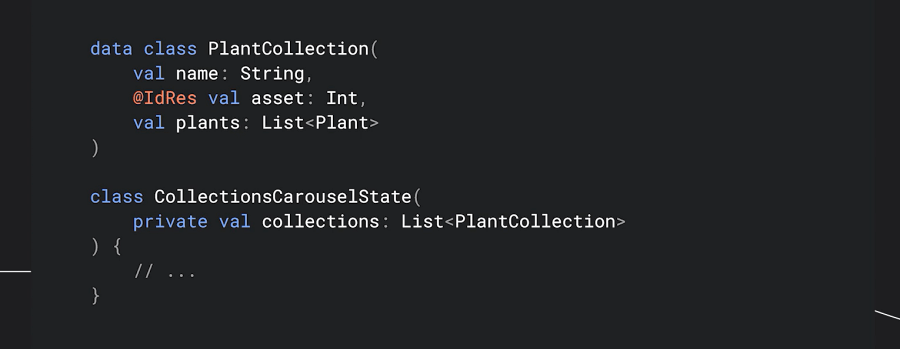 data class PlantCollection(
    val name: String,
    @IdRes val asset: Int,
    val plants: List<Plant>
)
class CollectionsCarouselState(
    private val collections: List<PlantCollection>
) {
    // ...
}